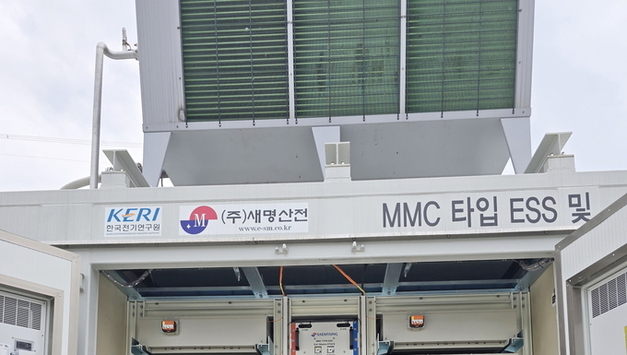 KERI
한국전기연구원
M
(주)새명산전
www.e-sm.co.kr
MMC 타입 ESS 및